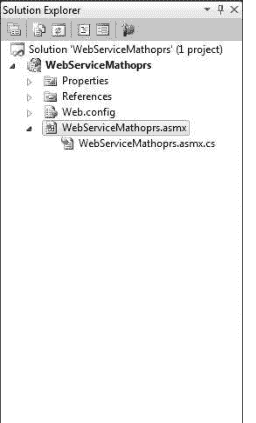 Solution Explorer
Solution 'WebServiceMathoprs' (1 project)
WebServiceMathoprs
Properties
References
Web.config
WebServiceMathoprs.asmx
WebServiceMathoprs.asmx.cs